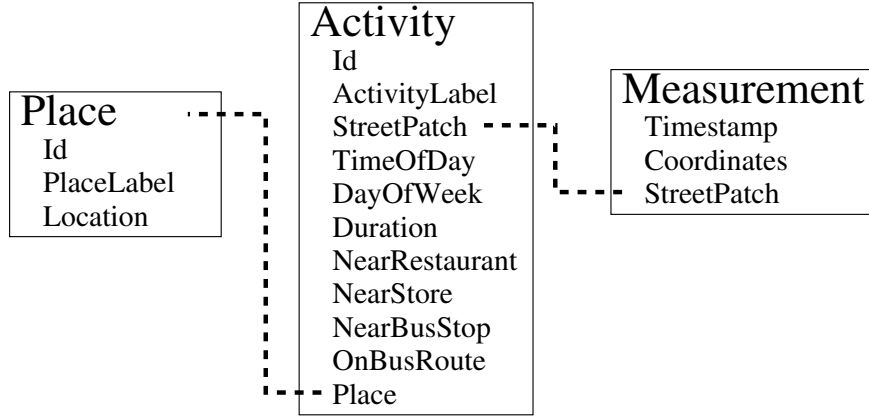 Place
Id
PlaceLabel
Location
Activity
Id
ActivityLabel
StreetPatch
TimeOfDay
DayOfWeek
Duration
NearRestaurant
NearStore
NearBusStop
OnBusRoute
Place
Measurement
Timestamp
Coordinates
StreetPatch